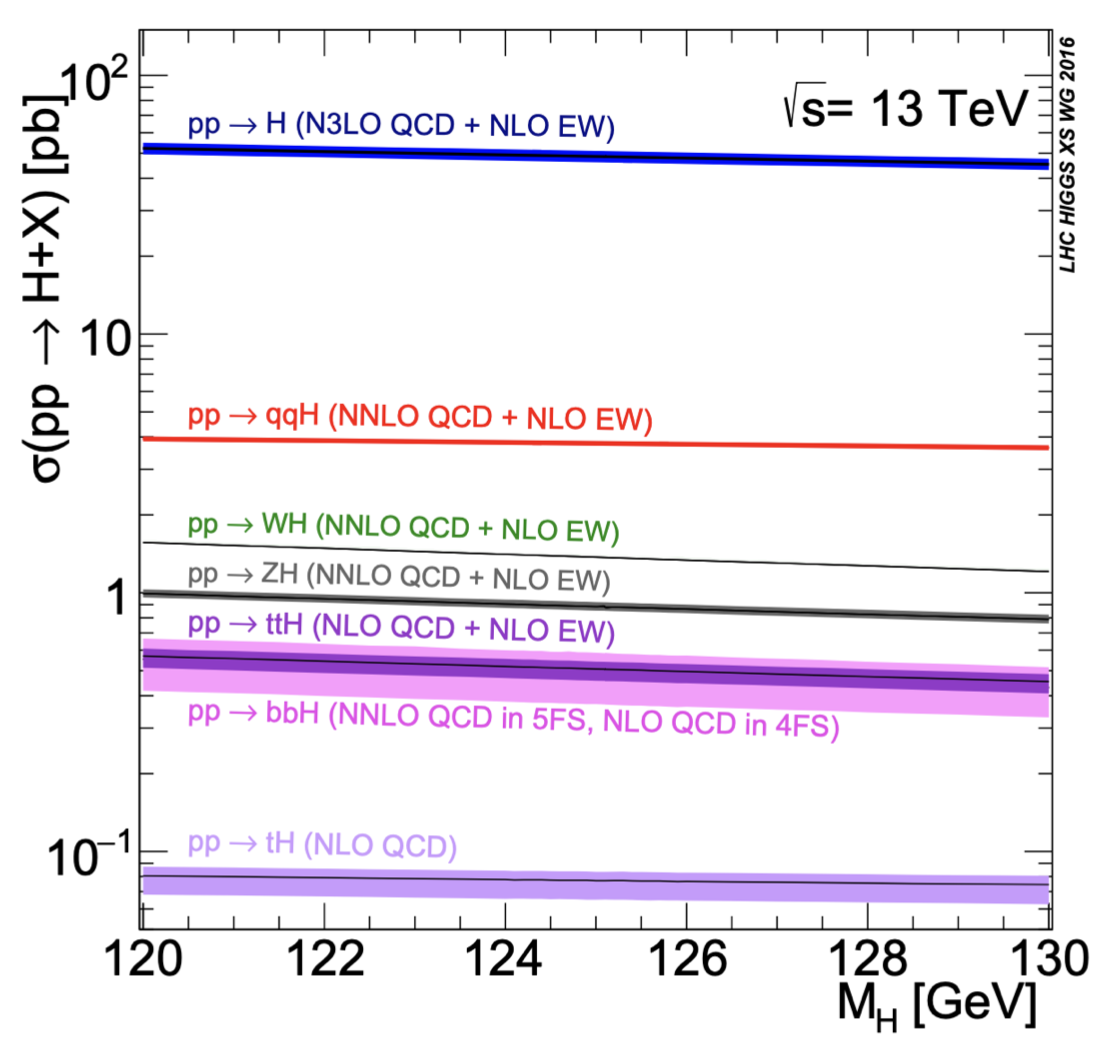 σ(pp → H+X) [pb]
10²
10
1
10⁻¹
√s= 13 TeV
LHC HIGGS XS WG 2016
pp → H (N3LO QCD + NLO EW)
pp → qqH (NNLO QCD + NLO EW)
pp → WH (NNLO QCD + NLO EW)
pp → ZH (NNLO QCD + NLO EW)
pp → ttH (NLO QCD + NLO EW)
pp → bbH (NNLO QCD in 5FS, NLO QCD in 4FS)
pp → tH (NLO QCD)
120 122 124 126 128 130
M_H [GeV]